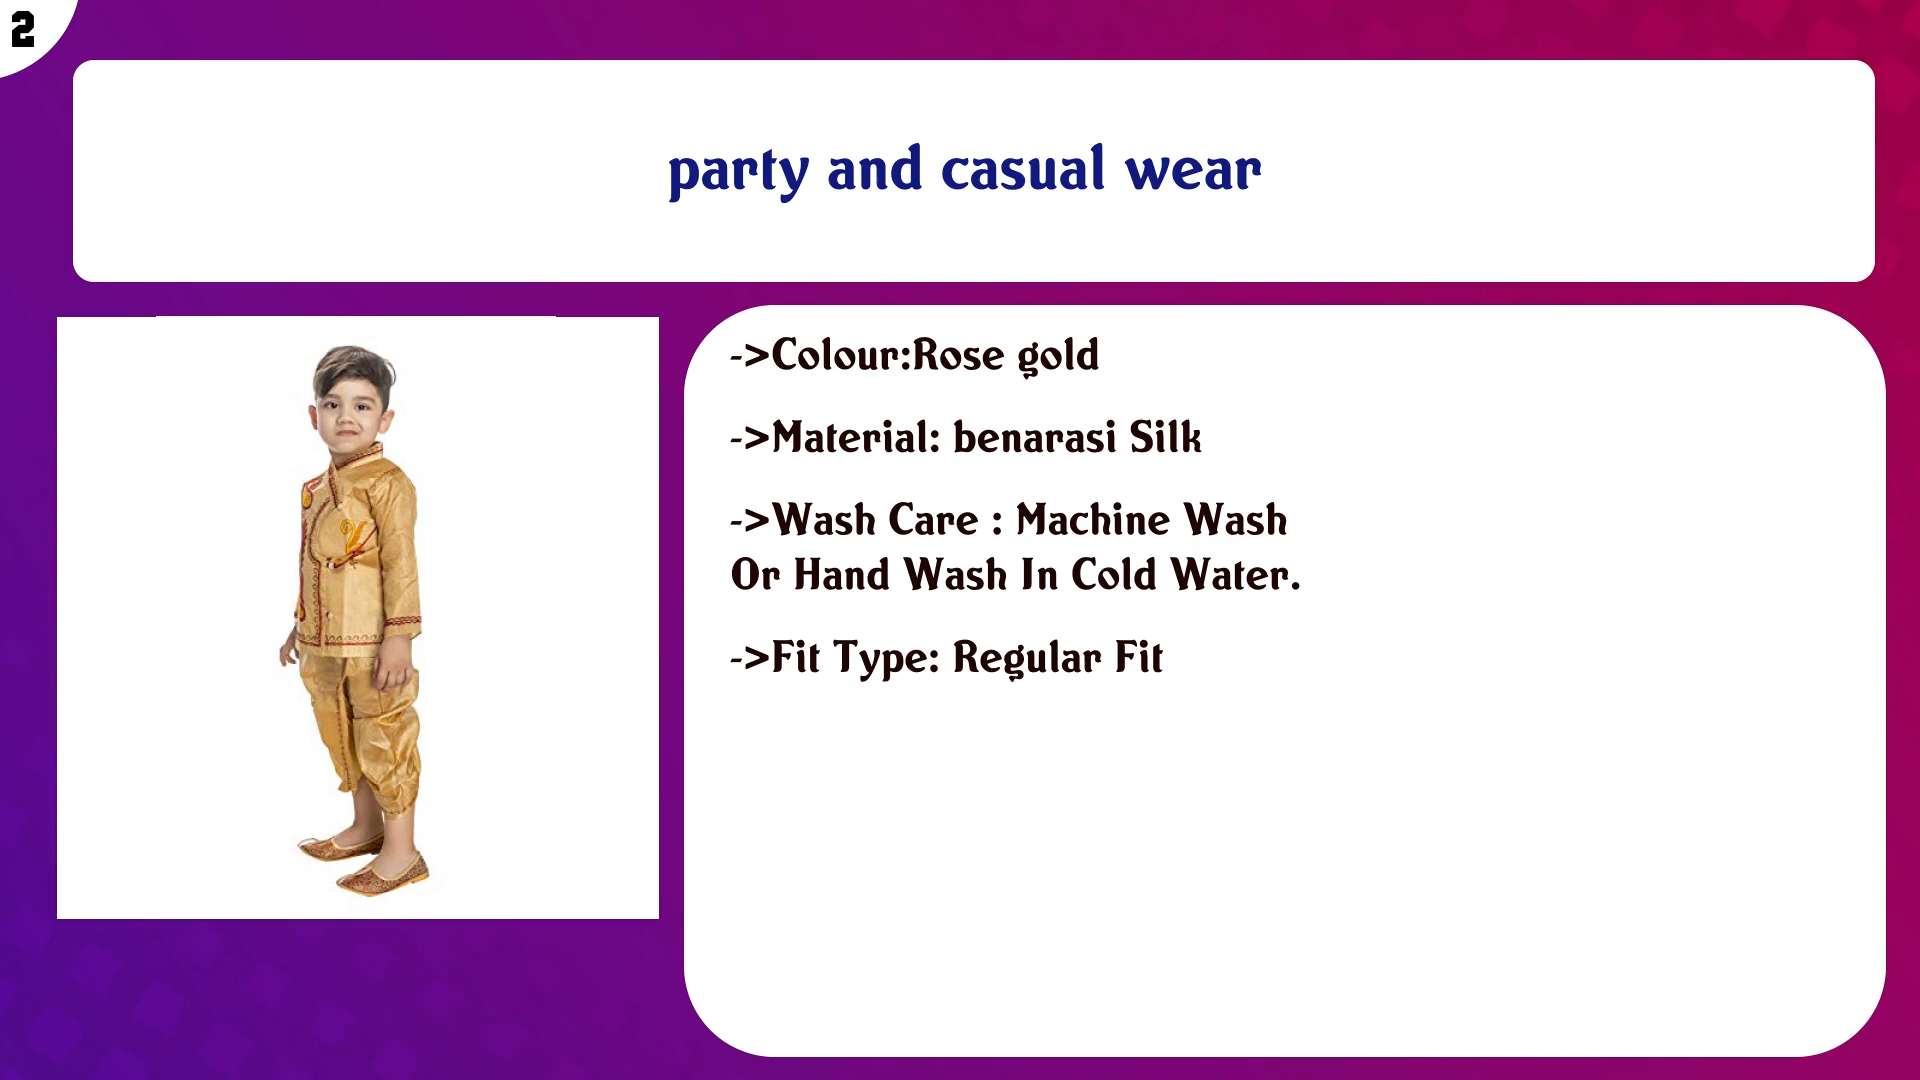 2
party and casual wear
->Colour:Rose gold
->Material: benarasi Silk
->Wash Care : Machine Wash
Or Hand Wash In Cold Water.
->Fit Type: Regular Fit